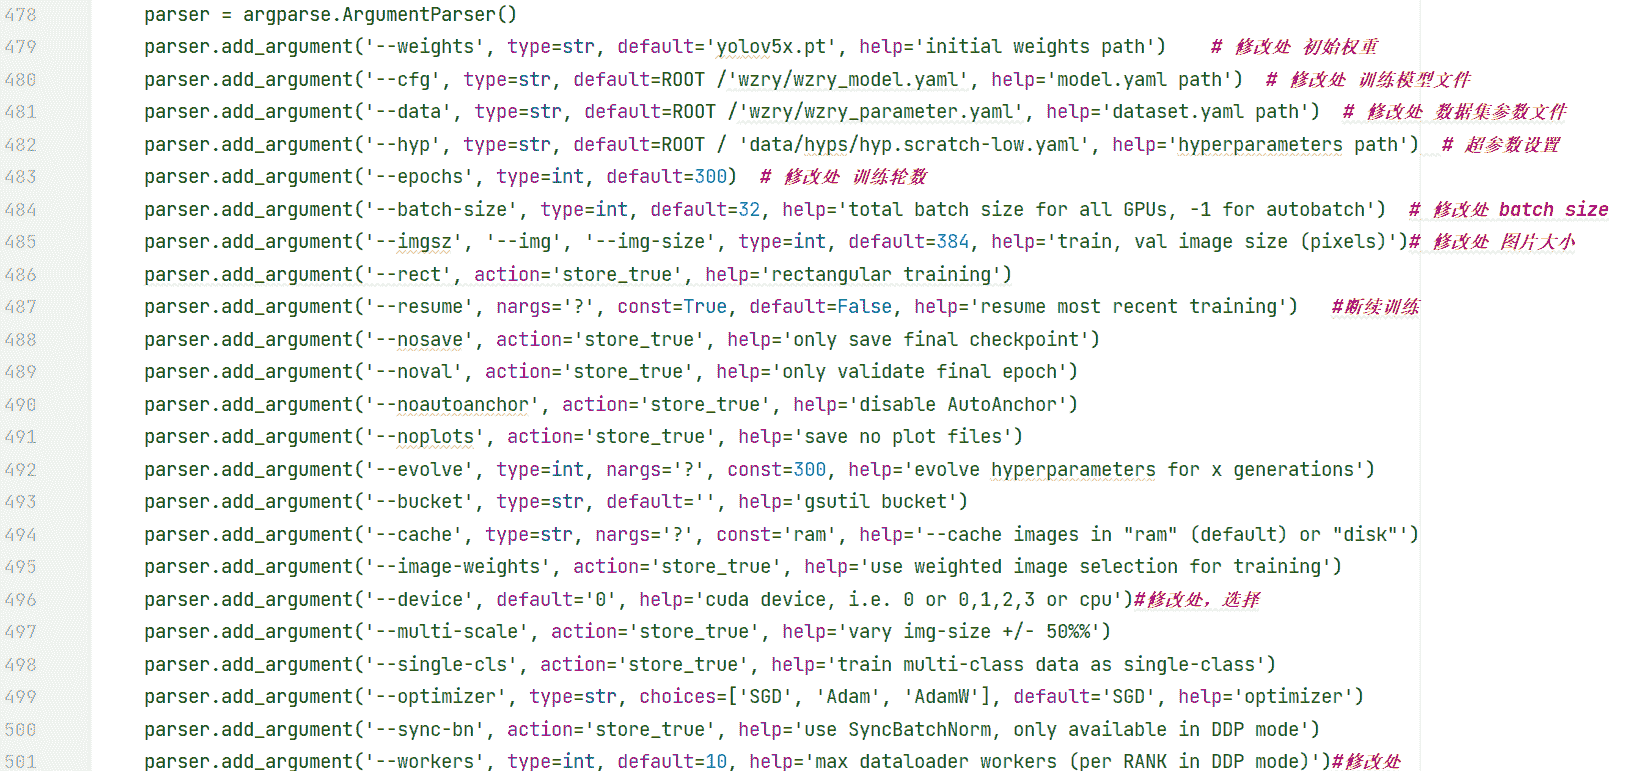 478 parser = argparse.ArgumentParser()
479 parser.add_argument('--weights', type=str, default='yolov5x.pt', help='initial weights path') # 修改处 初始权重
480 parser.add_argument('--cfg', type=str, default=ROOT /'wzry/wzry_model.yaml', help='model.yaml path') # 修改处 训练模型文件
481 parser.add_argument('--data', type=str, default=ROOT /'wzry/wzry_parameter.yaml', help='dataset.yaml path') # 修改处 数据集参数文件
482 parser.add_argument('--hyp', type=str, default=ROOT / 'data/hyps/hyp.scratch-low.yaml', help='hyperparameters path') # 超参数设置
483 parser.add_argument('--epochs', type=int, default=300) # 修改处 训练轮数
484 parser.add_argument('--batch-size', type=int, default=32, help='total batch size for all GPUs, -1 for autobatch') # 修改处 batch size
485 parser.add_argument('--imgsz', '--img', '--img-size', type=int, default=384, help='train, val image size (pixels)')# 修改处 图片大小
486 parser.add_argument('--rect', action='store_true', help='rectangular training')
487 parser.add_argument('--resume', nargs='?', const=True, default=False, help='resume most recent training') #断续训练
488 parser.add_argument('--nosave', action='store_true', help='only save final checkpoint')
489 parser.add_argument('--noval', action='store_true', help='only validate final epoch')
490 parser.add_argument('--noautoanchor', action='store_true', help='disable AutoAnchor')
491 parser.add_argument('--noplots', action='store_true', help='save no plot files')
492 parser.add_argument('--evolve', type=int, nargs='?', const=300, help='evolve hyperparameters for x generations')
493 parser.add_argument('--bucket', type=str, default='', help='gsutil bucket')
494 parser.add_argument('--cache', type=str, nargs='?', const='ram', help='--cache images in "ram" (default) or "disk"')
495 parser.add_argument('--image-weights', action='store_true', help='use weighted image selection for training')
496 parser.add_argument('--device', default='0', help='cuda device, i.e. 0 or 0,1,2,3 or cpu')#修改处，选择
497 parser.add_argument('--multi-scale', action='store_true', help='vary img-size +/- 50%%')
498 parser.add_argument('--single-cls', action='store_true', help='train multi-class data as single-class')
499 parser.add_argument('--optimizer', type=str, choices=['SGD', 'Adam', 'AdamW'], default='SGD', help='optimizer')
500 parser.add_argument('--sync-bn', action='store_true', help='use SyncBatchNorm, only available in DDP mode')
501 parser.add_argument('--workers', type=int, default=10, help='max dataloader workers (per RANK in DDP mode)')#修改处